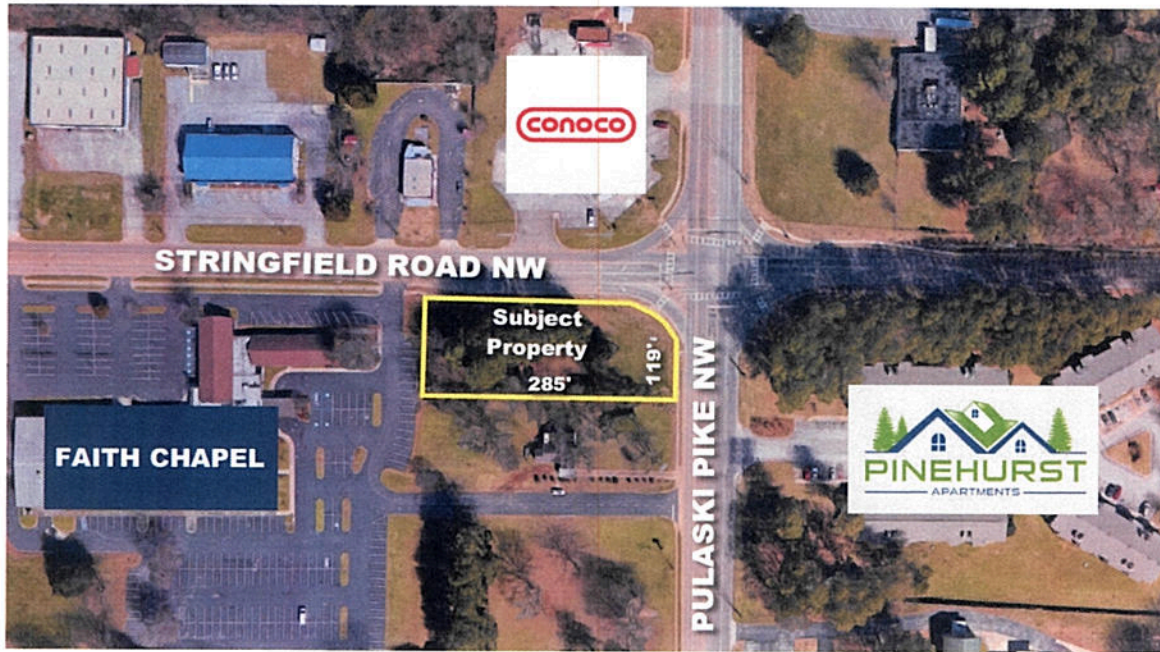 CONOCO
STRINGFIELD ROAD NW
Subject
Property
285'
119'±
PULASKI PIKE NW
FAITH CHAPEL
PINEHURST
APARTMENTS